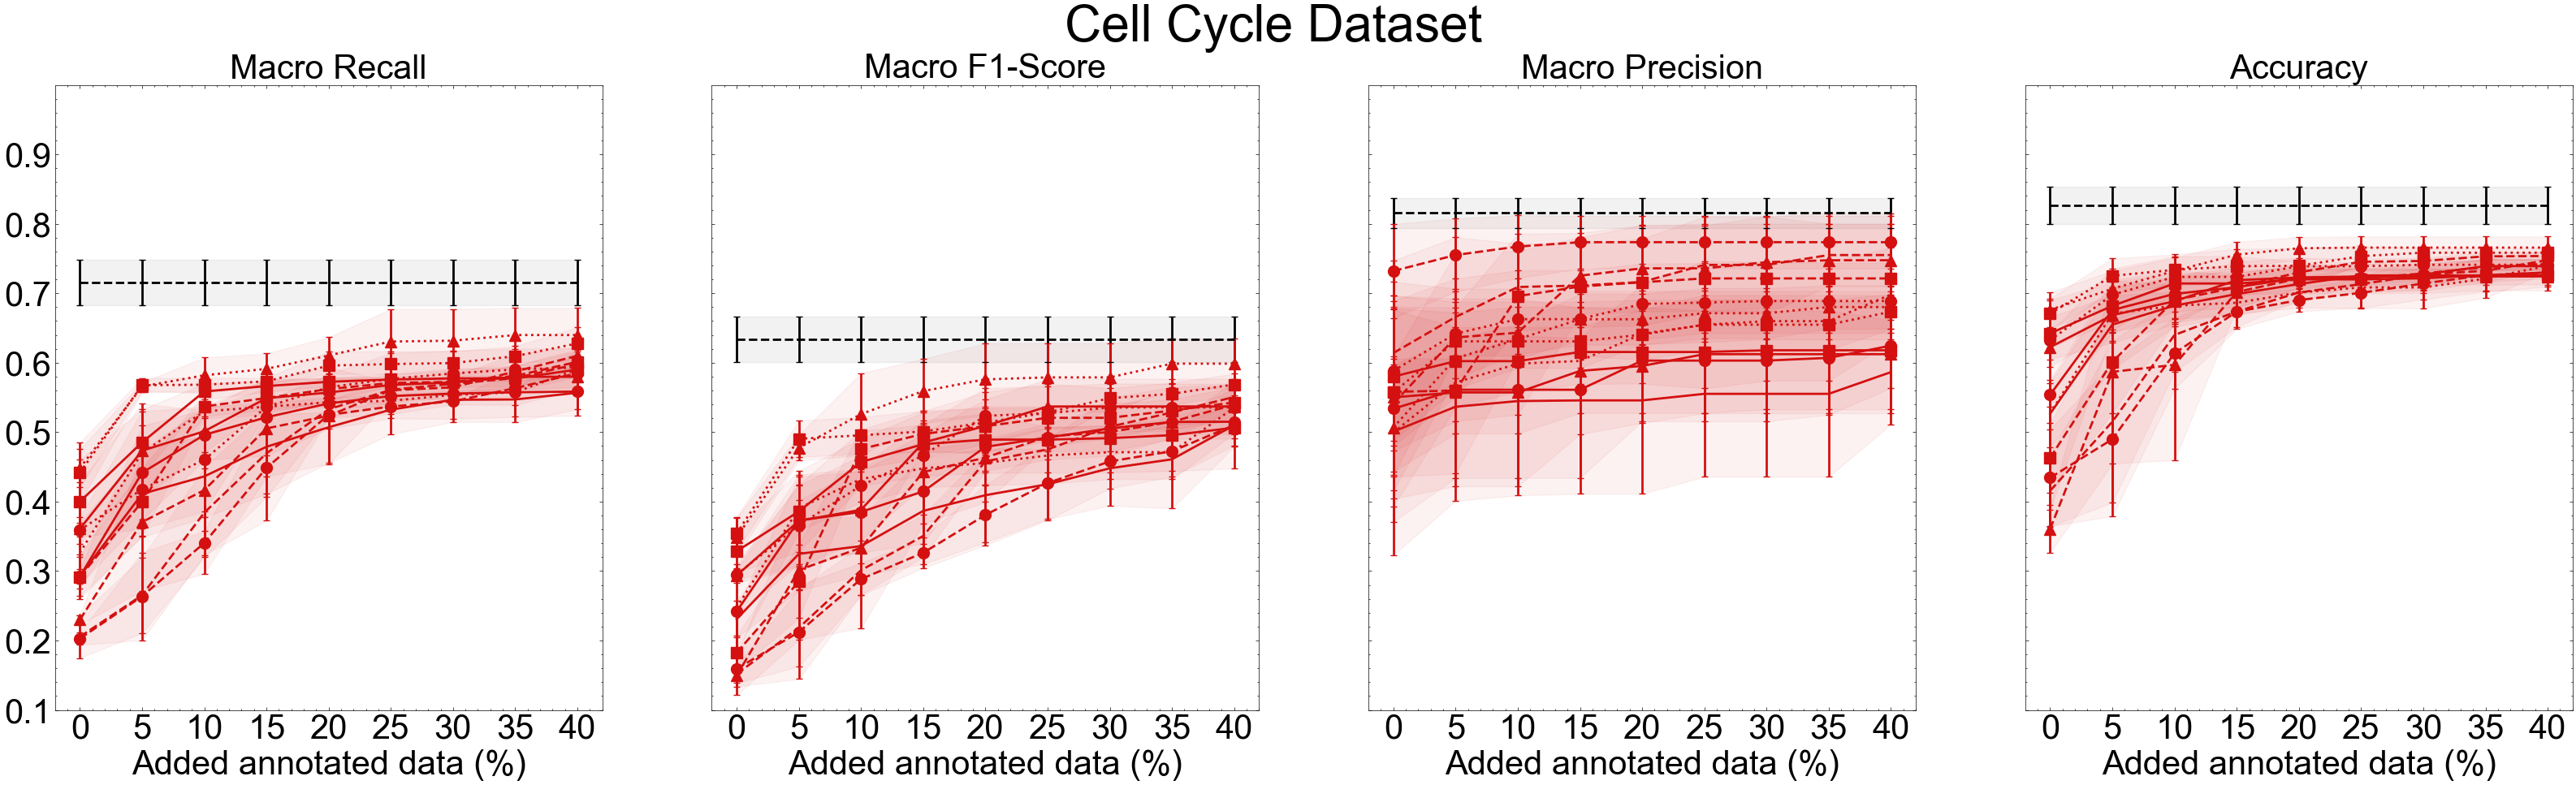 Cell Cycle Dataset
Macro Recall
Macro F1-Score
Macro Precision
Accuracy
0.9
0.8
0.7
0.6
0.5
0.4
0.3
0.2
0.1
0 5 10 15 20 25 30 35 40
0 5 10 15 20 25 30 35 40
0 5 10 15 20 25 30 35 40
0 5 10 15 20 25 30 35 40
Added annotated data (%)
Added annotated data (%)
Added annotated data (%)
Added annotated data (%)